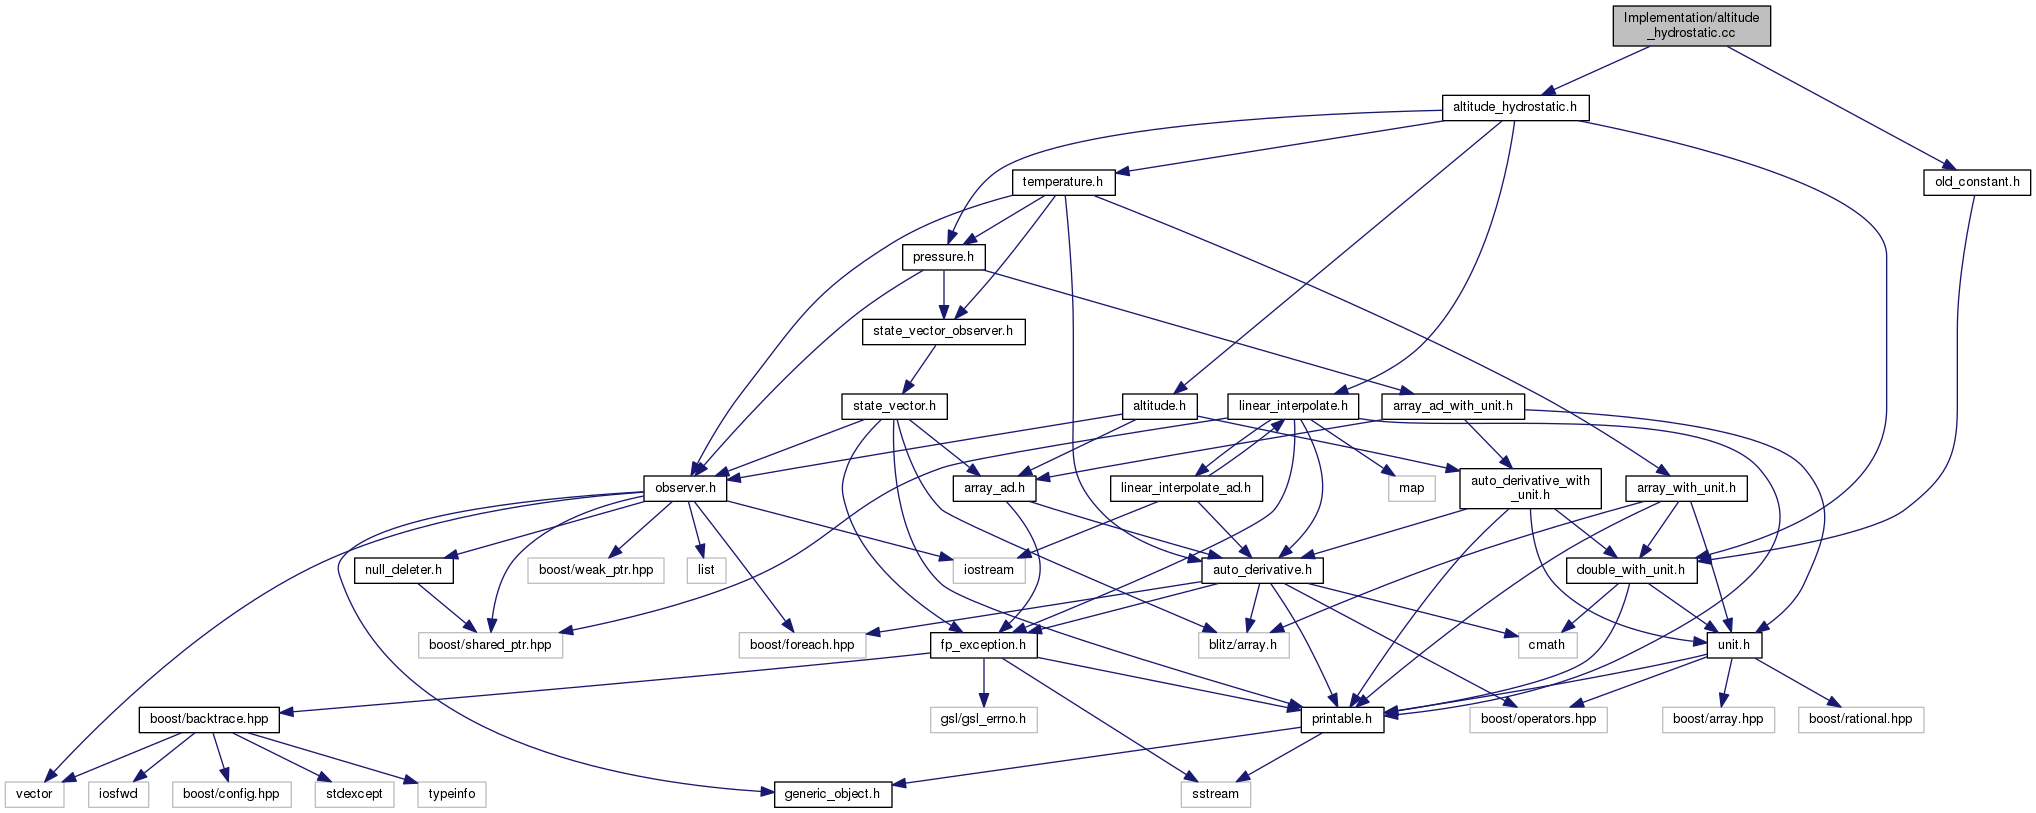 Implementation/altitude
_hydrostatic.cc
altitude_hydrostatic.h
temperature.h
old_constant.h
pressure.h
state_vector_observer.h
state_vector.h
altitude.h
linear_interpolate.h
array_ad_with_unit.h
observer.h
array_ad.h
linear_interpolate_ad.h
map
auto_derivative_with
_unit.h
array_with_unit.h
null_deleter.h
boost/weak_ptr.hpp
list
iostream
auto_derivative.h
double_with_unit.h
boost/shared_ptr.hpp
boost/foreach.hpp
fp_exception.h
blitz/array.h
cmath
unit.h
boost/backtrace.hpp
gsl/gsl_errno.h
printable.h
boost/operators.hpp
boost/array.hpp
boost/rational.hpp
vector
iosfwd
boost/config.hpp
stdexcept
typeinfo
generic_object.h
sstream